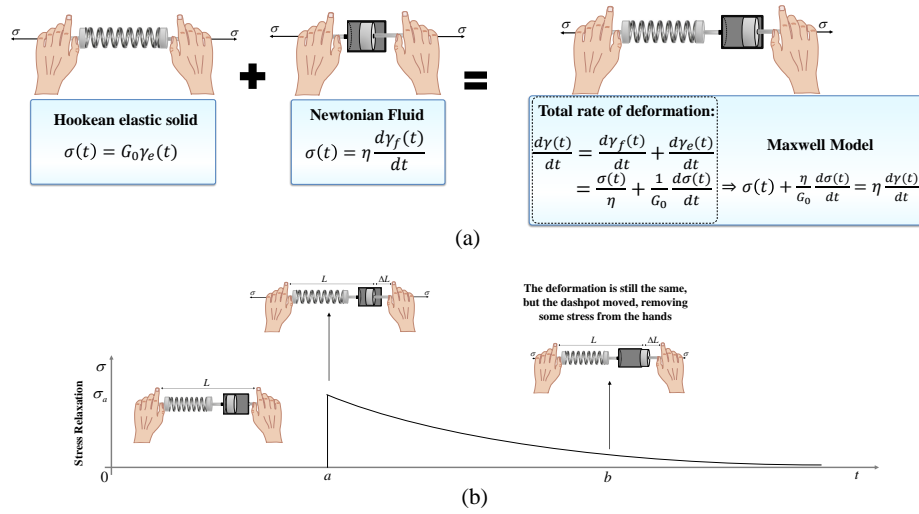 σ σ
σ σ
σ σ
+ =
Hookean elastic solid
σ(t) = G₀γₑ(t)
Newtonian Fluid
σ(t) = η dγ_f(t)/dt
Total rate of deformation:
dγ(t)/dt = dγ_f(t)/dt + dγₑ(t)/dt
= σ(t)/η + 1/G₀ dσ(t)/dt
Maxwell Model
⇒ σ(t) + η/G₀ dσ(t)/dt = η dγ(t)/dt
(a)
L ΔL
σ σ
The deformation is still the same,
but the dashpot moved, removing
some stress from the hands
L ΔL
σ σ
L
Stress Relaxation
σ
σₐ
0
a
b
t
(b)